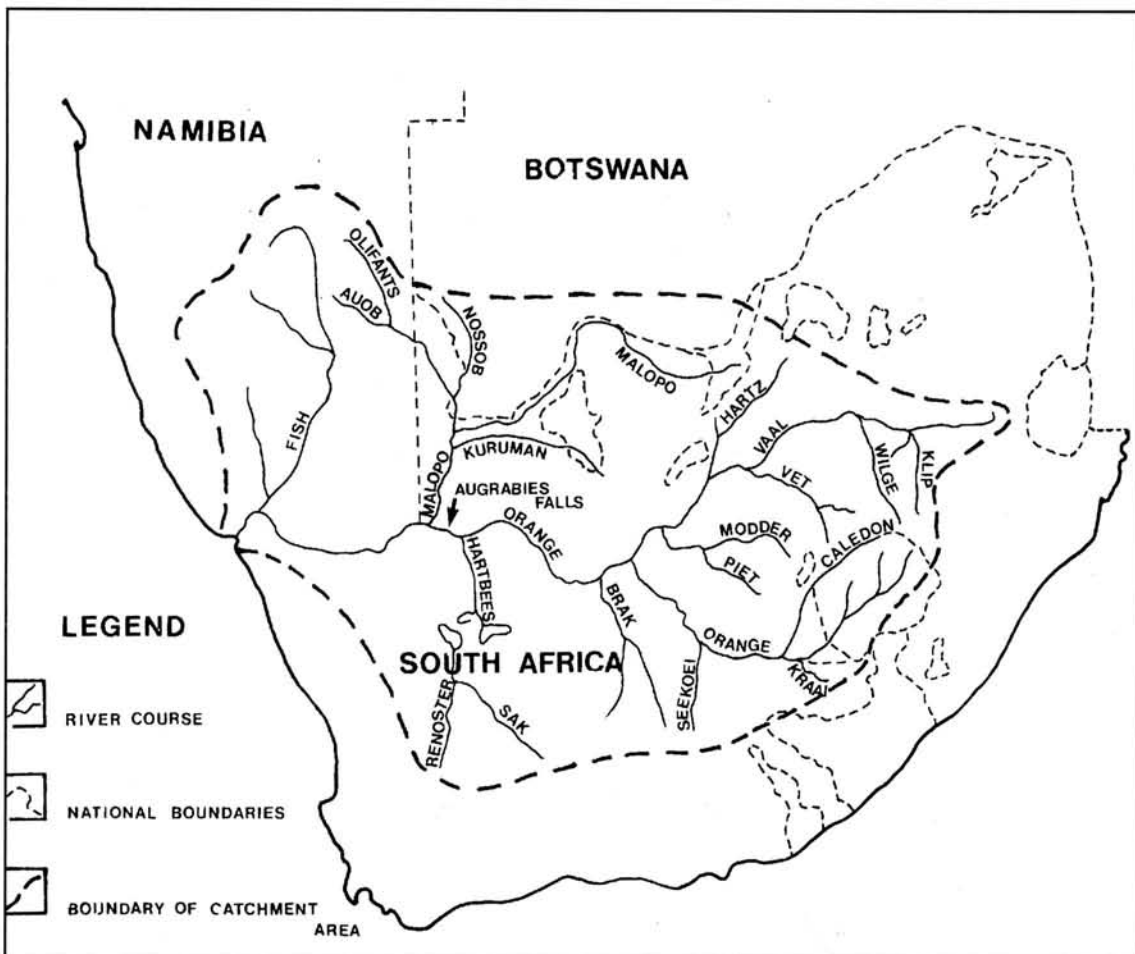 NAMIBIA
BOTSWANA
OLIFANTS
AUOB
NOSSOB
MALOPO
HARTZ
FISH
VAAL
KURUMAN
WILGE
KLIP
MALOPO
VET
AUGRABIES
FALLS
ORANGE
MODDER
CALEDON
PIET
HARTBEES
BRAK
LEGEND
ORANGE
SOUTH AFRICA
KRAAI
RENOSTER
SAK
SEEKOEI
RIVER COURSE
NATIONAL BOUNDARIES
BOUNDARY OF CATCHMENT
AREA